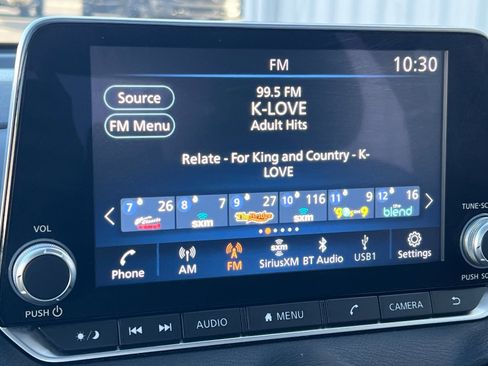 FM
10:30
Source
99.5 FM
K-LOVE
FM Menu
Adult Hits
Relate - For King and Country - K-
LOVE
7 26 8 7 9 27 10 116 11 9 12 16
sxm sxm the blend
VOL
TUNE-SC
Phone AM FM SiriusXM BT Audio USB1 Settings
PUSH
PUSH SO
AUDIO MENU CAMERA